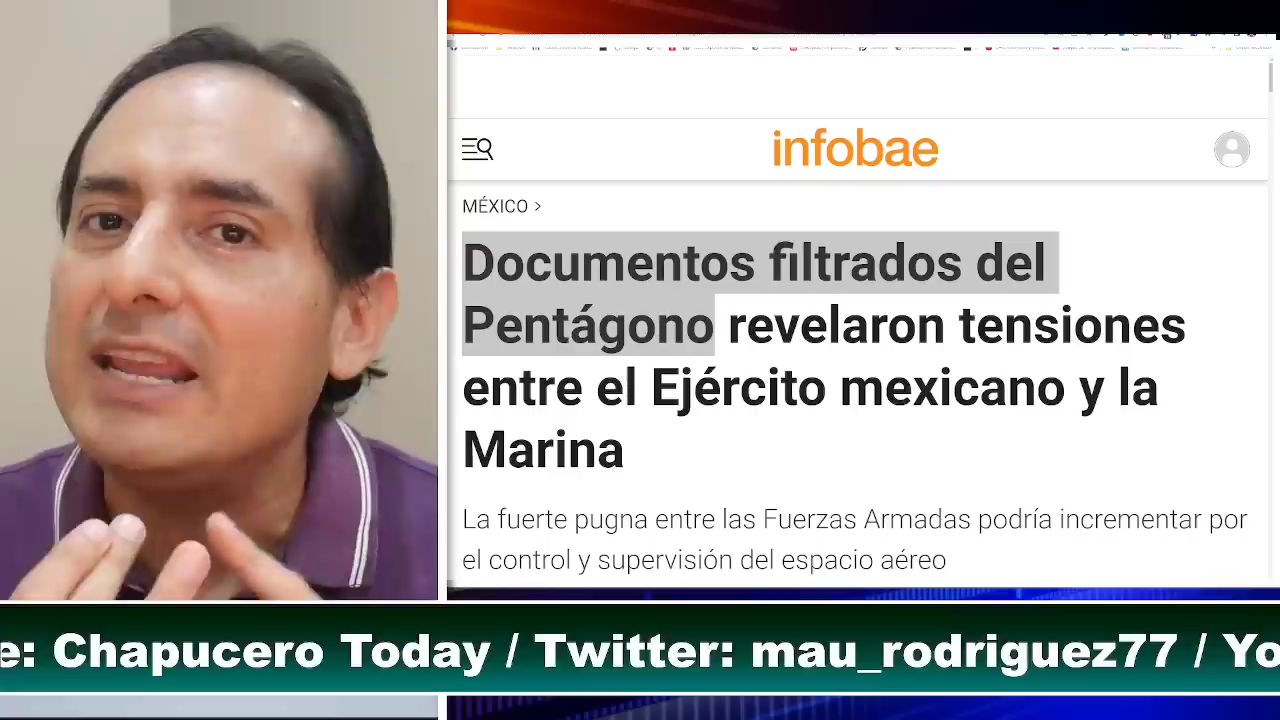 infobae
MÉXICO >
Documentos filtrados del
Pentágono revelaron tensiones
entre el Ejército mexicano y la
Marina
La fuerte pugna entre las Fuerzas Armadas podría incrementar por
el control y supervisión del espacio aéreo
e: Chapucero Today / Twitter: mau_rodriguez77 / Yo